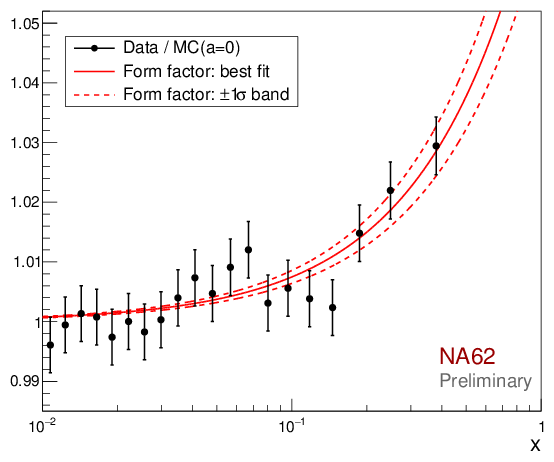 1.05
Data / MC(a=0)
Form factor: best fit
Form factor: ±1σ band
1.04
1.03
1.02
1.01
1
0.99
NA62
Preliminary
10⁻² 10⁻¹ 1
x